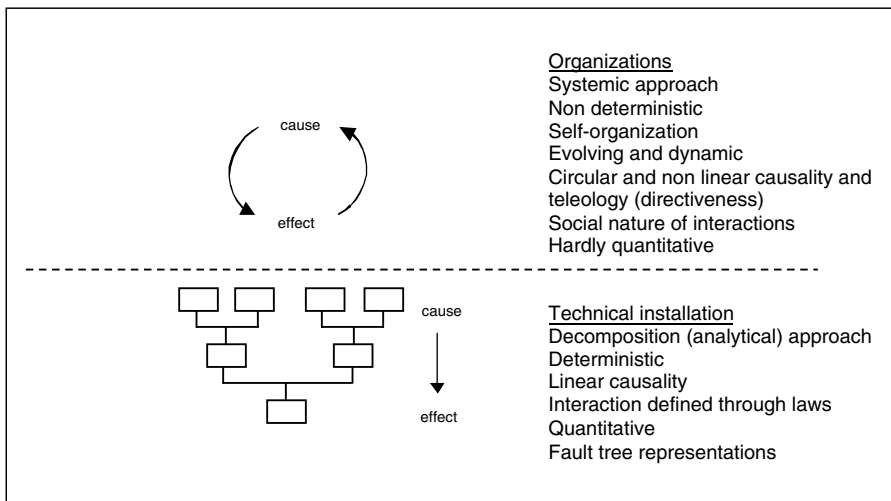 Organizations
Systemic approach
Non deterministic
Self-organization
Evolving and dynamic
Circular and non linear causality and
teleology (directiveness)
Social nature of interactions
Hardly quantitative
cause
effect
Technical installation
Decomposition (analytical) approach
Deterministic
Linear causality
Interaction defined through laws
Quantitative
Fault tree representations
cause
effect